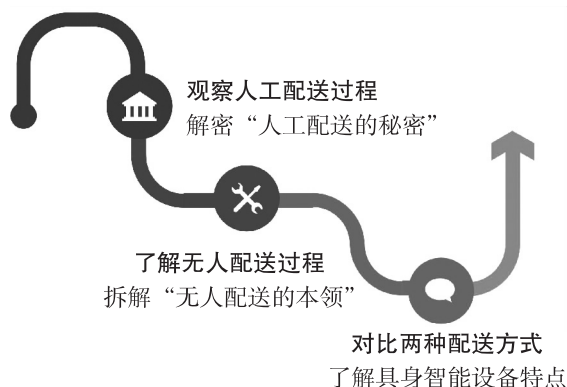 观察人工配送过程
解密“人工配送的秘密”
了解无人配送过程
拆解“无人配送的本领”
对比两种配送方式
了解具身智能设备特点